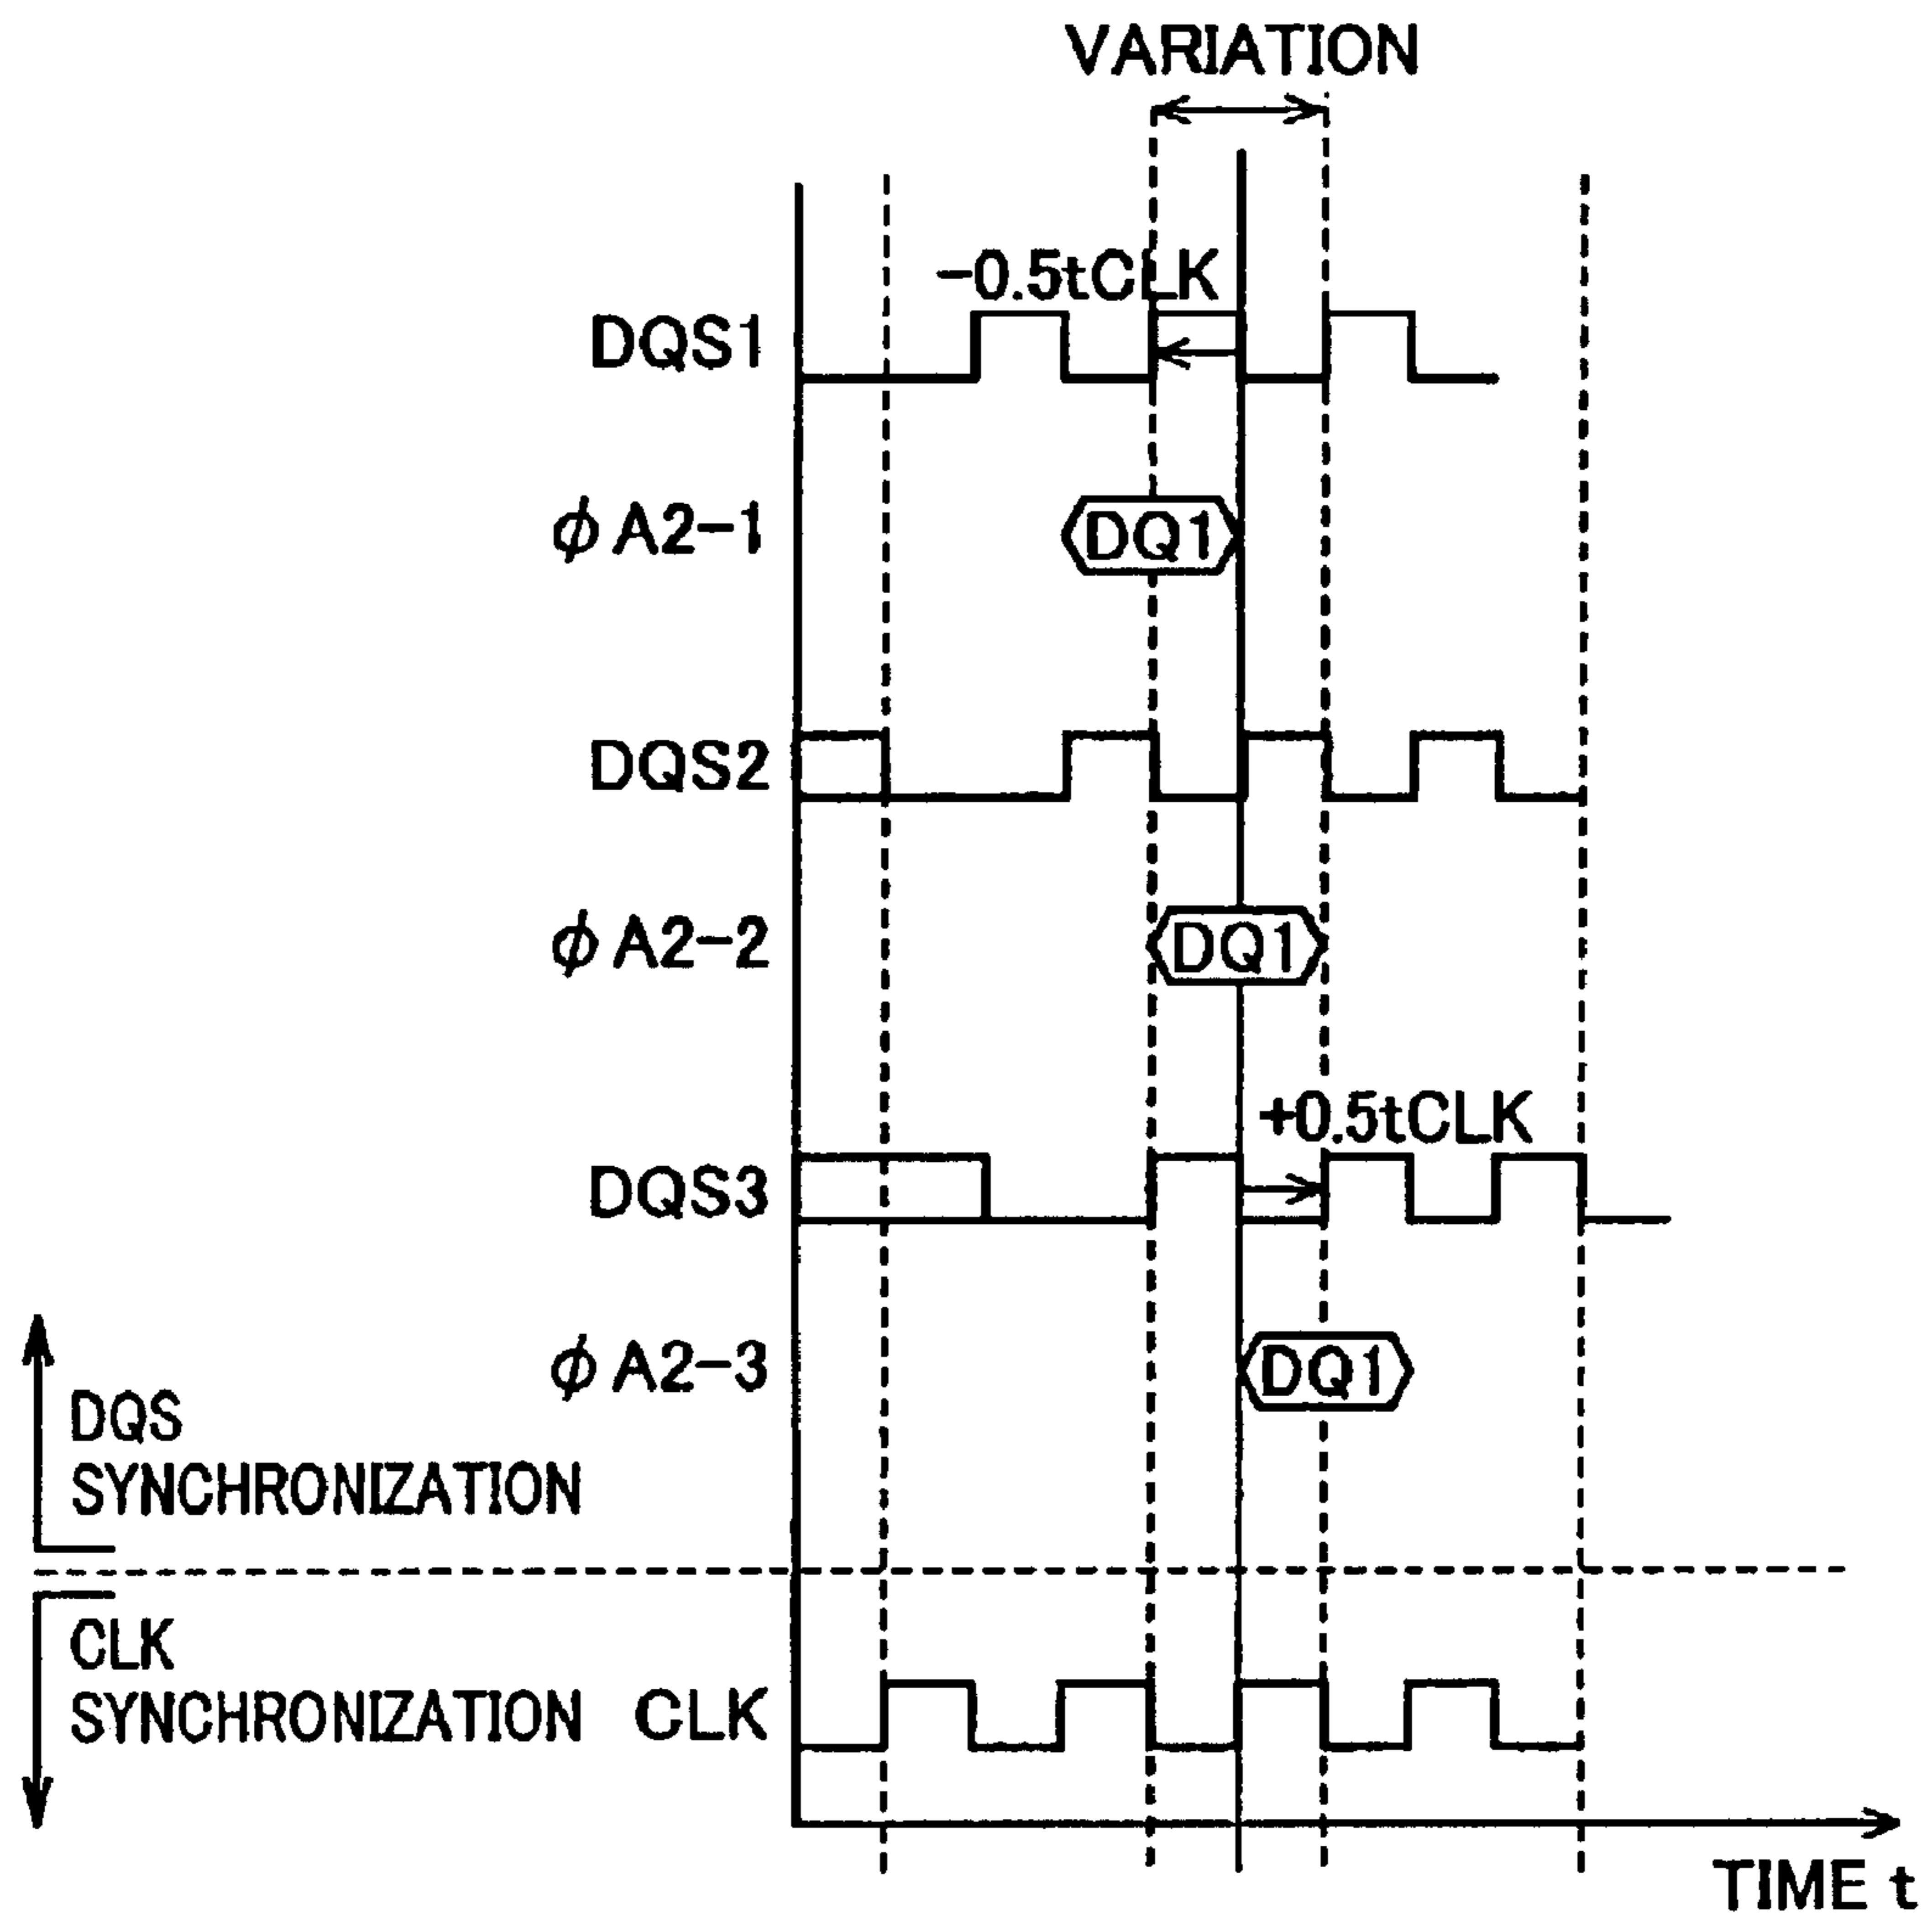 VARIATION
-0.5tCLK
DQS1
φA2-1
DQ1
DQS2
φA2-2
DQ1
+0.5tCLK
DQS3
φA2-3
DQ1
DQS
SYNCHRONIZATION
CLK
SYNCHRONIZATION CLK
TIME t